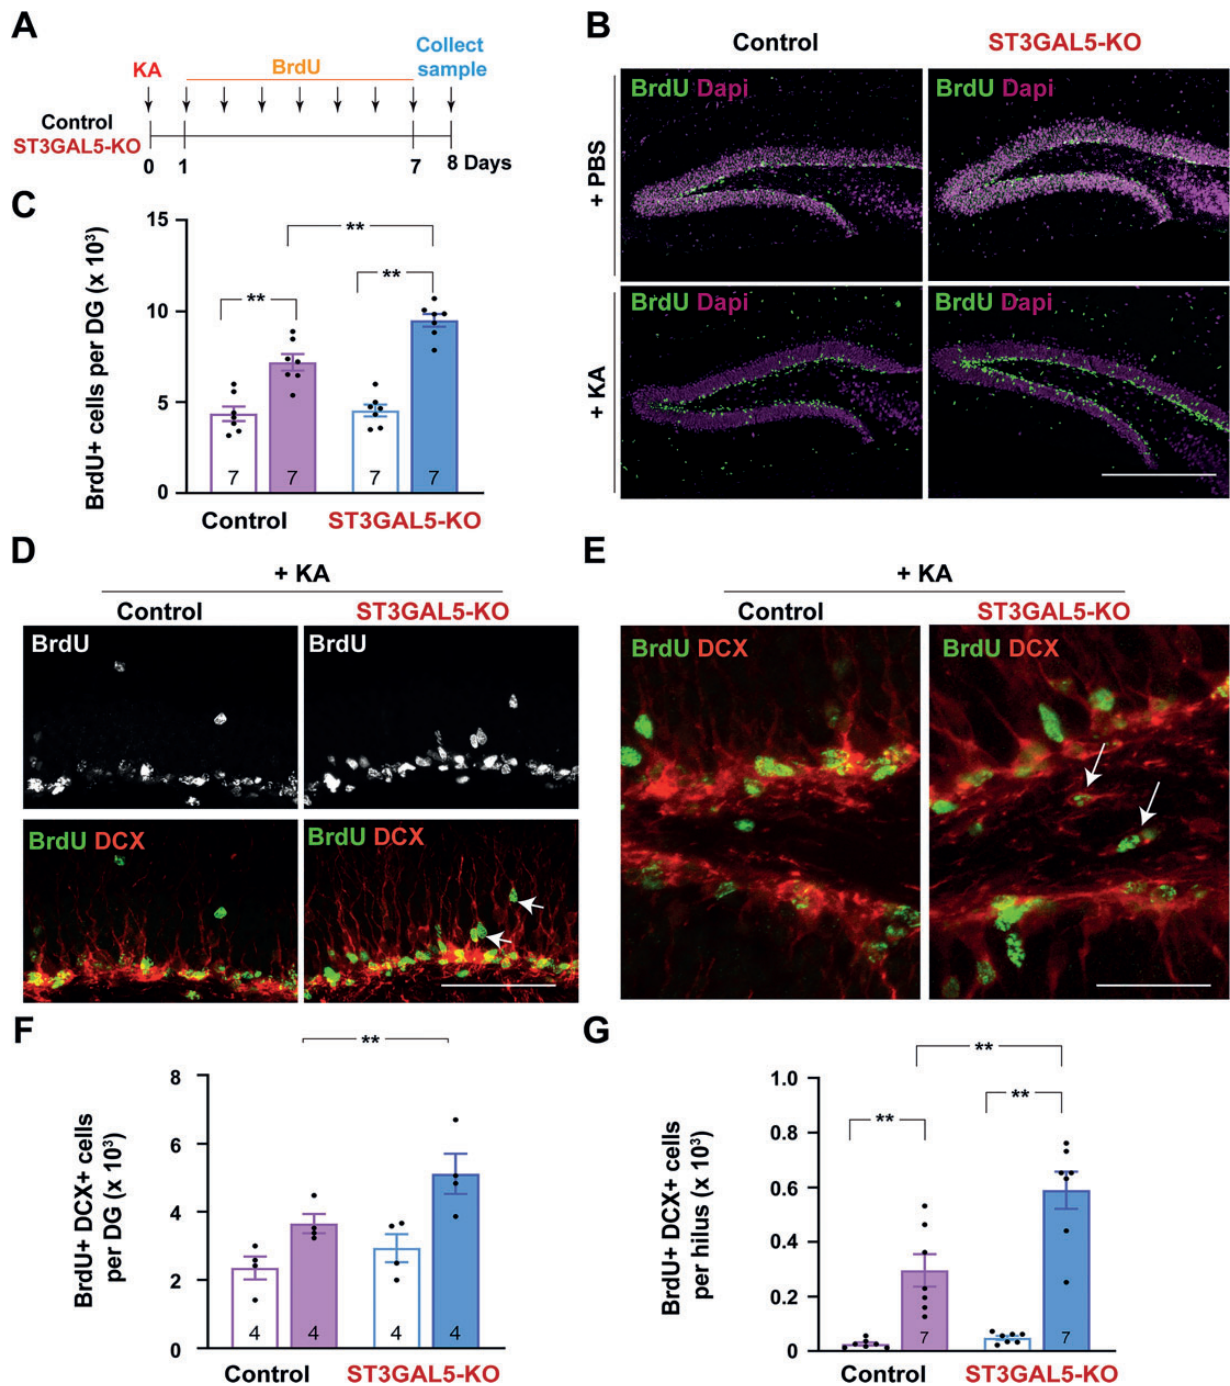 A
KA
BrdU
Collect
sample
Control
ST3GAL5-KO
0
1
7
8 Days
B
Control
ST3GAL5-KO
+ PBS
BrdU Dapi
BrdU Dapi
+ KA
BrdU Dapi
BrdU Dapi
C
BrdU+ cells per DG (x 10³)
15
10
5
0
**
**
**
7
7
7
7
Control
ST3GAL5-KO
D
+ KA
Control
ST3GAL5-KO
BrdU
BrdU
BrdU DCX
BrdU DCX
E
+ KA
Control
ST3GAL5-KO
BrdU DCX
BrdU DCX
F
BrdU+ DCX+ cells
per DG (x 10³)
8
6
4
2
0
**
4
4
4
4
Control
ST3GAL5-KO
G
BrdU+ DCX+ cells
per hilus (x 10³)
1.0
0.8
0.6
0.4
0.2
0
**
**
**
7
7
Control
ST3GAL5-KO